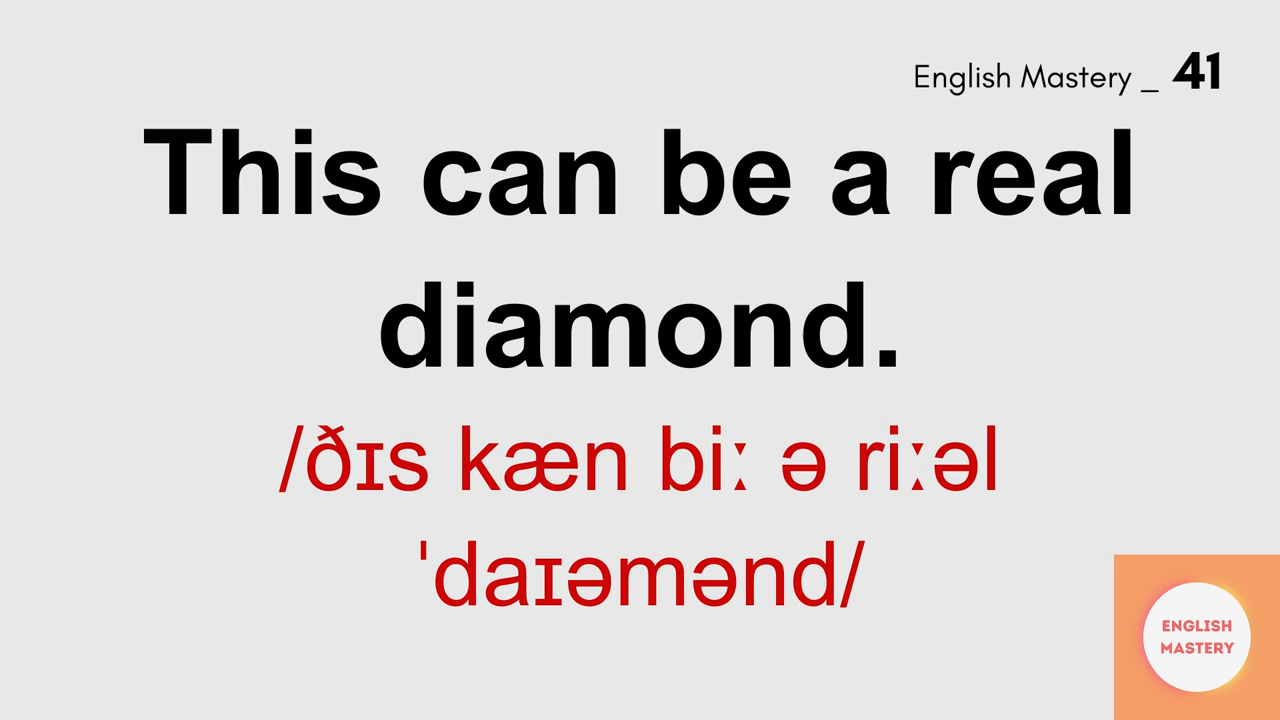 English Mastery _ 41
This can be a real
diamond.
/ðɪs kæn biː ə riːəl
ˈdaɪəmənd/
ENGLISH
MASTERY